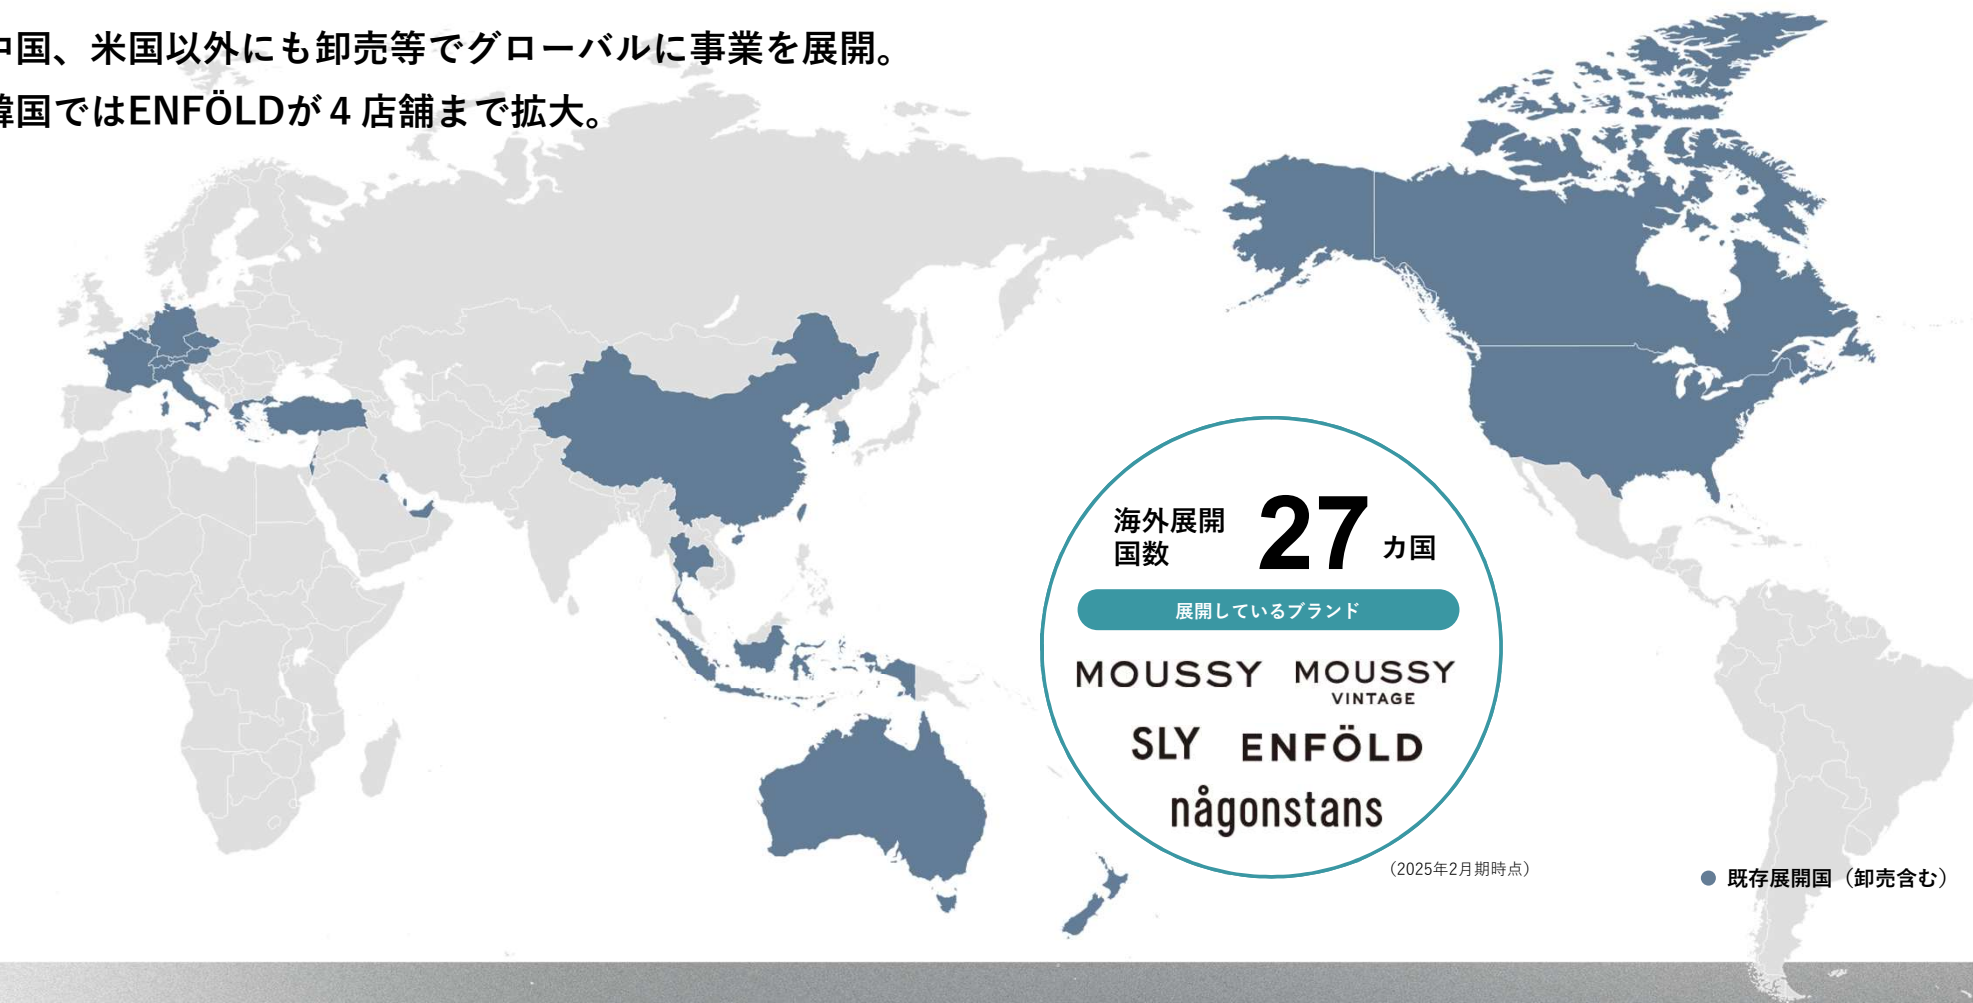 中国、米国以外にも卸売等でグローバルに事業を展開。
韓国ではENFÖLDが４店舗まで拡大。
海外展開
国数
27
カ国
展開しているブランド
MOUSSY
MOUSSY
VINTAGE
SLY
ENFÖLD
någonstans
（2025年2月期時点）
既存展開国（卸売含む）